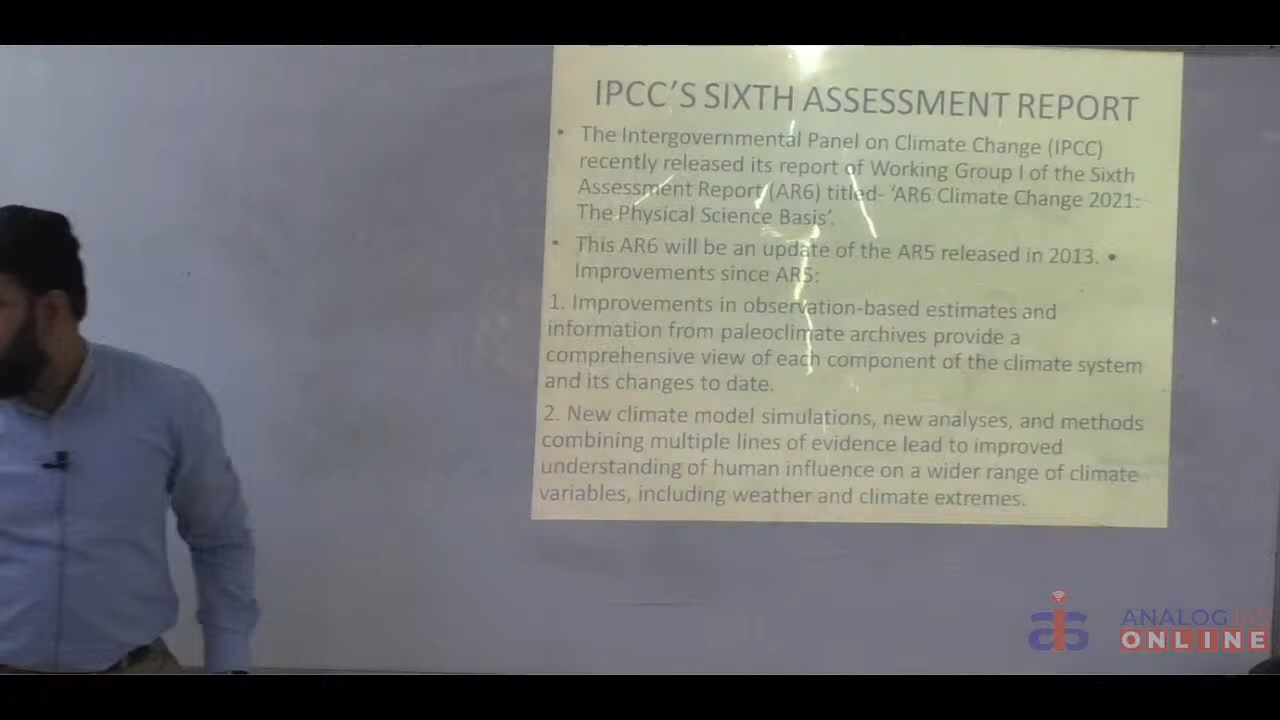 IPCC'S SIXTH ASSESSMENT REPORT
• The Intergovernmental Panel on Climate Change (IPCC)
recently released its report of Working Group I of the Sixth
Assessment Report (AR6) titled- 'AR6 Climate Change 2021:
The Physical Science Basis'.
• This AR6 will be an update of the AR5 released in 2013. •
Improvements since AR5:
1. Improvements in observation-based estimates and
information from paleoclimate archives provide a
comprehensive view of each component of the climate system
and its changes to date.
2. New climate model simulations, new analyses, and methods
combining multiple lines of evidence lead to improved
understanding of human influence on a wider range of climate
variables, including weather and climate extremes.
ais ANALOG IAS
ONLINE